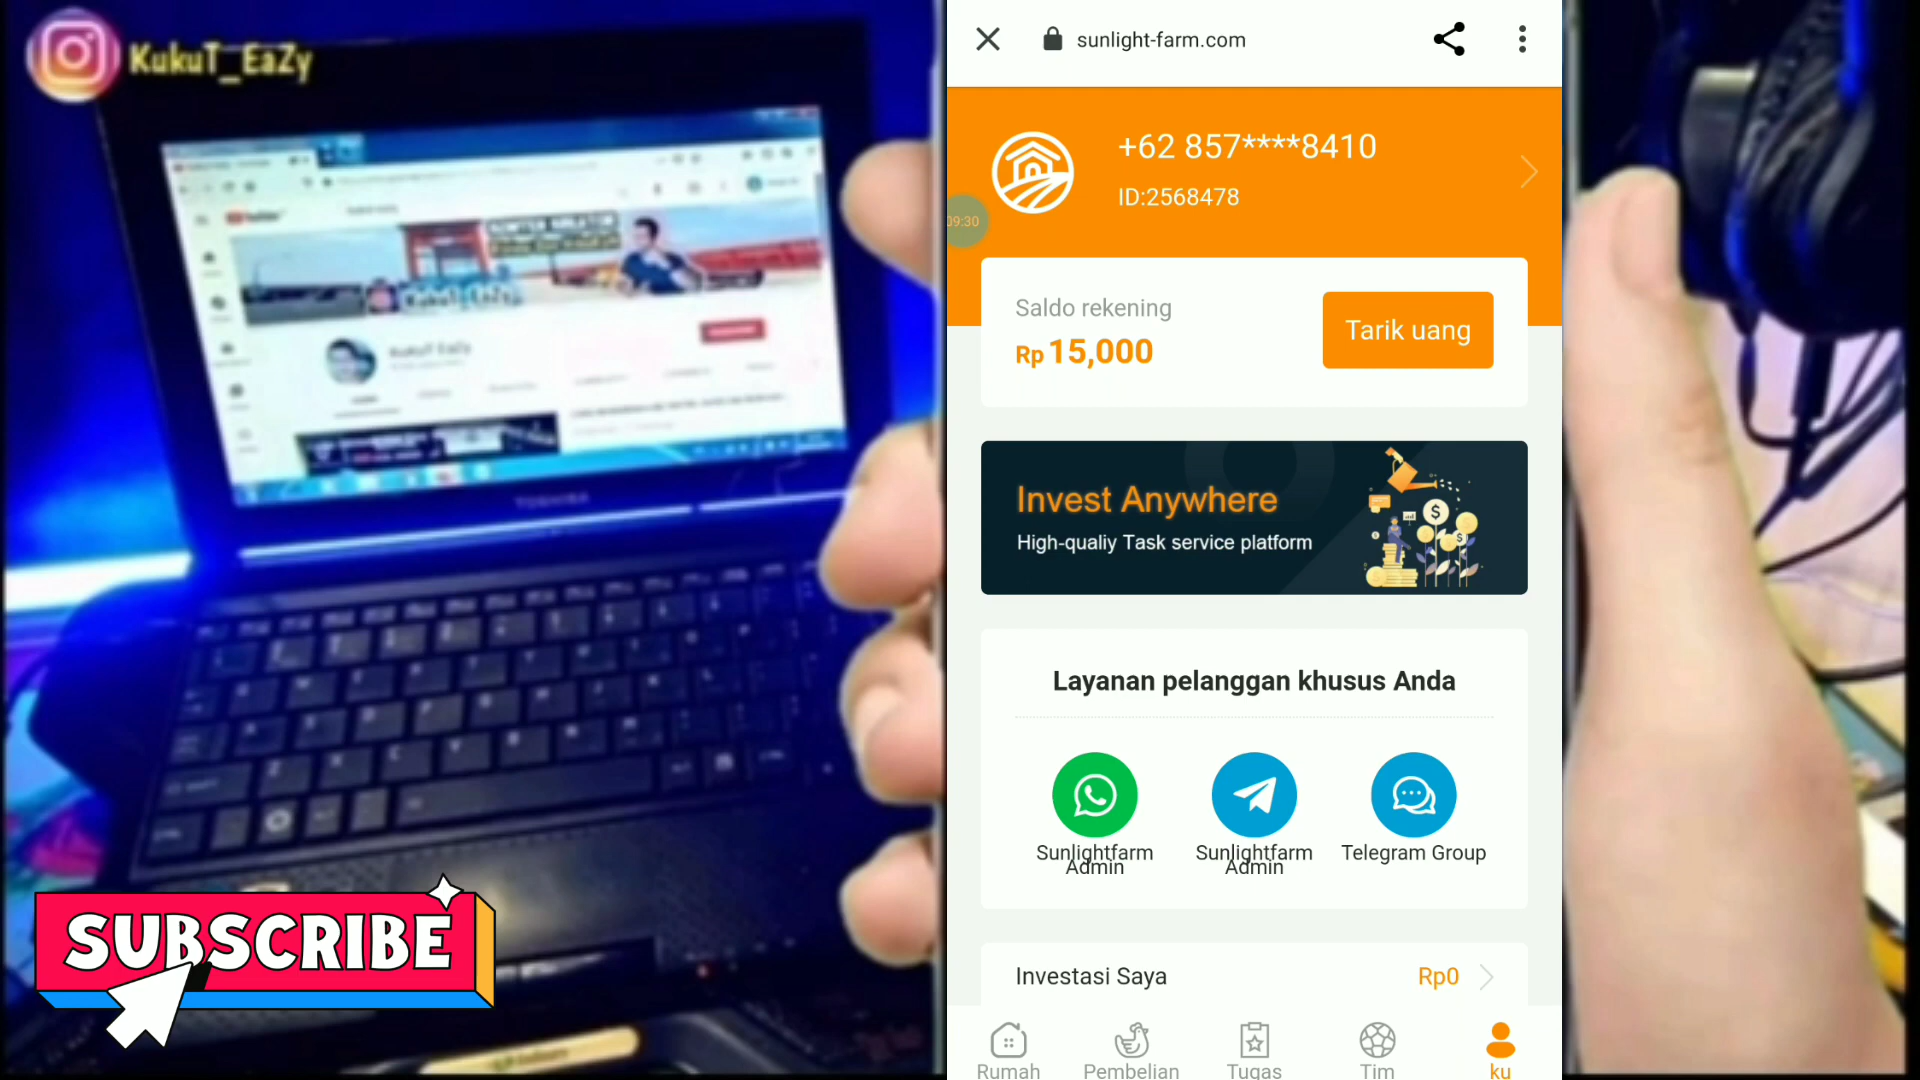 KukuT_EaZy
TOSHIBA
SUBSCRIBE
sunlight-farm.com
+62 857****8410
ID:2568478
09:30
Saldo rekening
Rp 15,000
Tarik uang
Invest Anywhere
High-qualiy Task service platform
Layanan pelanggan khusus Anda
Sunlightfarm
Admin
Sunlightfarm
Admin
Telegram Group
Investasi Saya
Rp0
Rumah
Pembelian
Tugas
Tim
ku